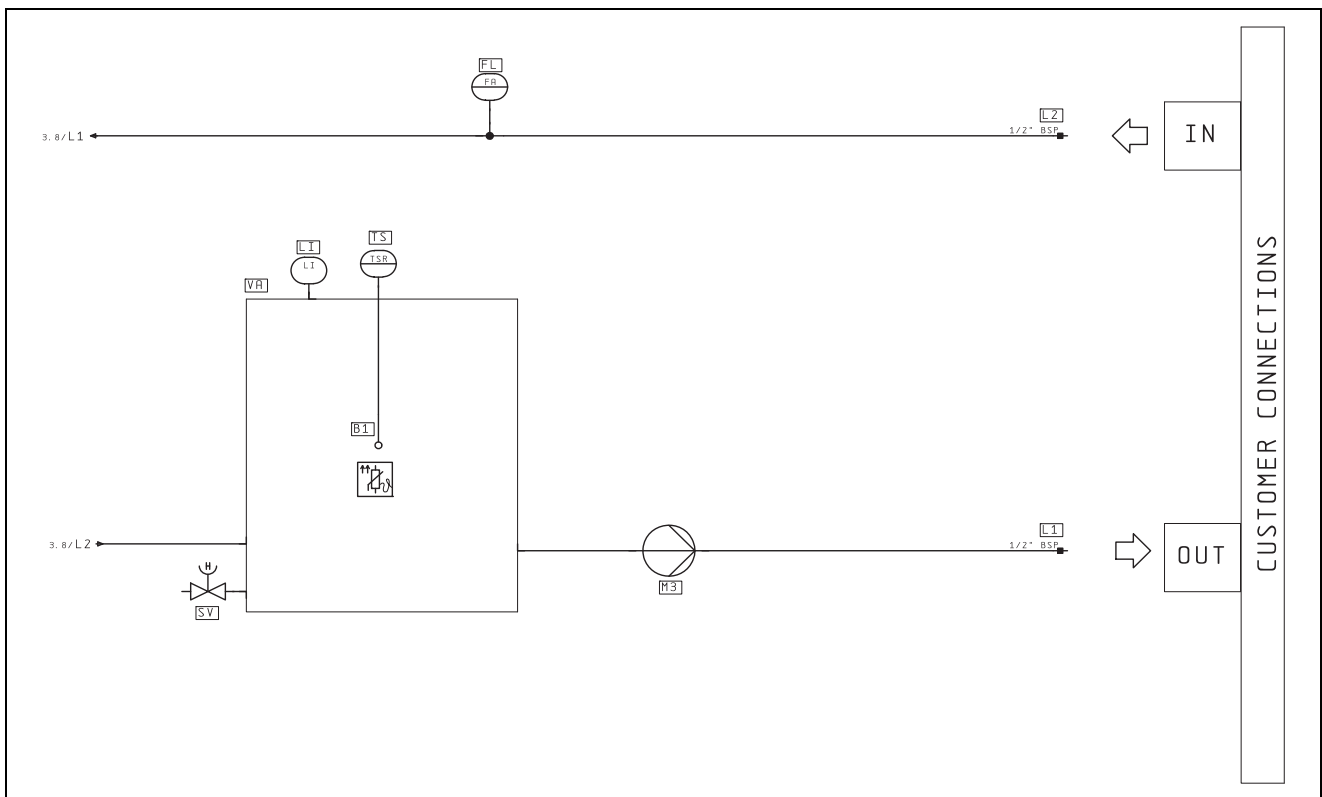 FL
FA
L2
1/2" BSP
IN
3.8/L1
TS
LI
TSR
LI
VA
CUSTOMER CONNECTIONS
B1
ϑ
L1
1/2" BSP
3.8/L2
OUT
H
M3
SV